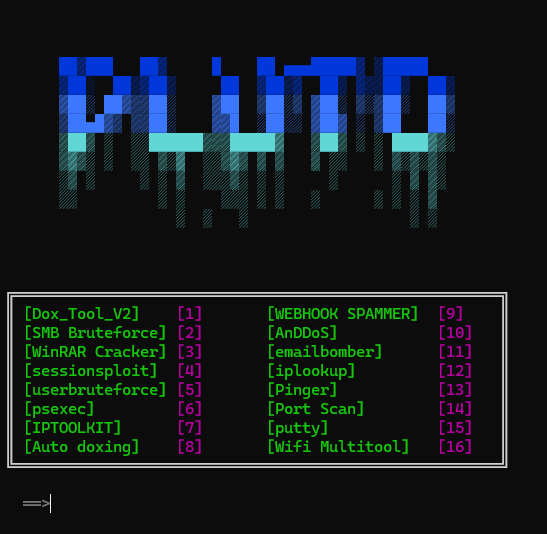 [Dox_Tool_V2] [1] [WEBHOOK SPAMMER] [9]
[SMB Bruteforce] [2] [AnDDoS] [10]
[WinRAR Cracker] [3] [emailbomber] [11]
[sessionsploit] [4] [iplookup] [12]
[userbruteforce] [5] [Pinger] [13]
[psexec] [6] [Port Scan] [14]
[IPTOOLKIT] [7] [putty] [15]
[Auto doxing] [8] [Wifi Multitool] [16]
==>